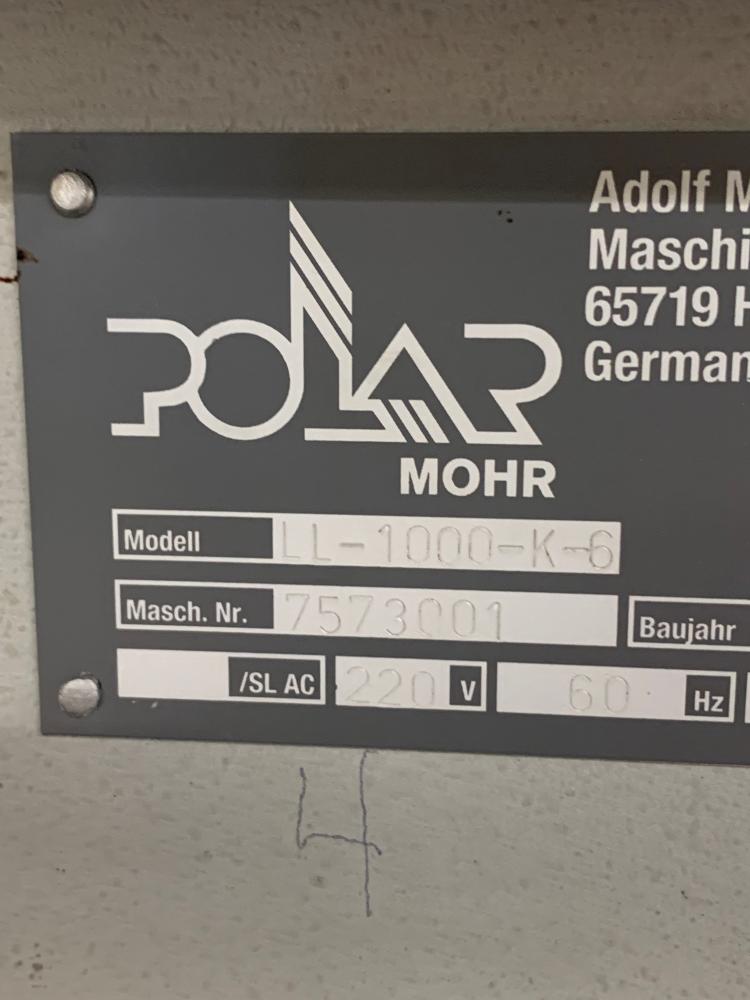 POLAR
MOHR
Adolf M
Maschi
65719 H
German
Modell LL-1000-K-6
Masch. Nr. 7573001
Baujahr
/SL AC 220 V 60 Hz
4